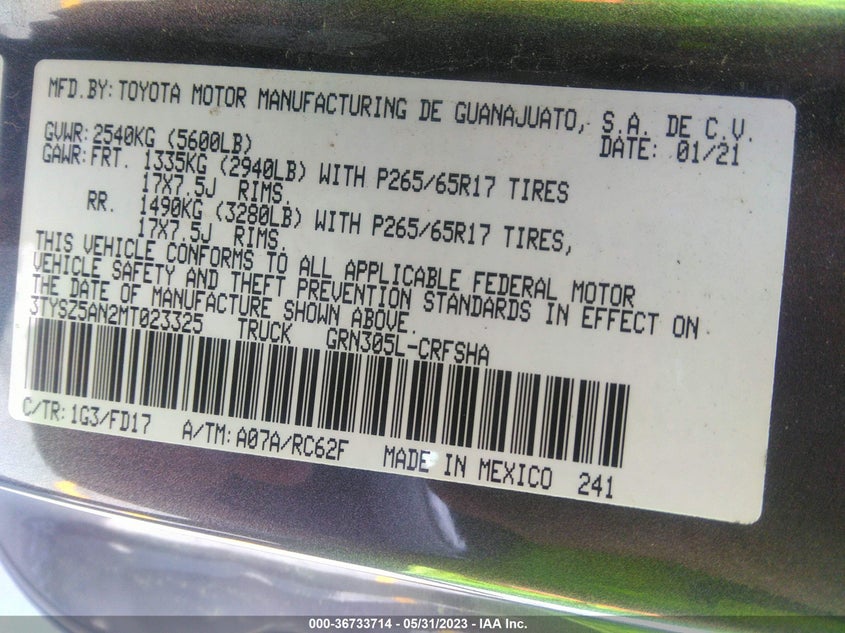 MFD.BY: TOYOTA MOTOR MANUFACTURING DE GUANAJUATO, S.A. DE C.V.
GVWR: 2540KG (5600LB) DATE: 01/21
GAWR: FRT. 1335KG (2940LB) WITH P265/65R17 TIRES
17X7.5J RIMS.
RR. 1490KG (3280LB) WITH P265/65R17 TIRES,
17X7.5J RIMS.
THIS VEHICLE CONFORMS TO ALL APPLICABLE FEDERAL MOTOR
VEHICLE SAFETY AND THEFT PREVENTION STANDARDS IN EFFECT ON
THE DATE OF MANUFACTURE SHOWN ABOVE.
3TYSZ5AN2MT023325 TRUCK GRN305L-CRFSHA
C/TR: 1G3/FD17 A/TM: A07A/RC62F MADE IN MEXICO 241
000-36733714 — 05/31/2023 — IAA Inc.